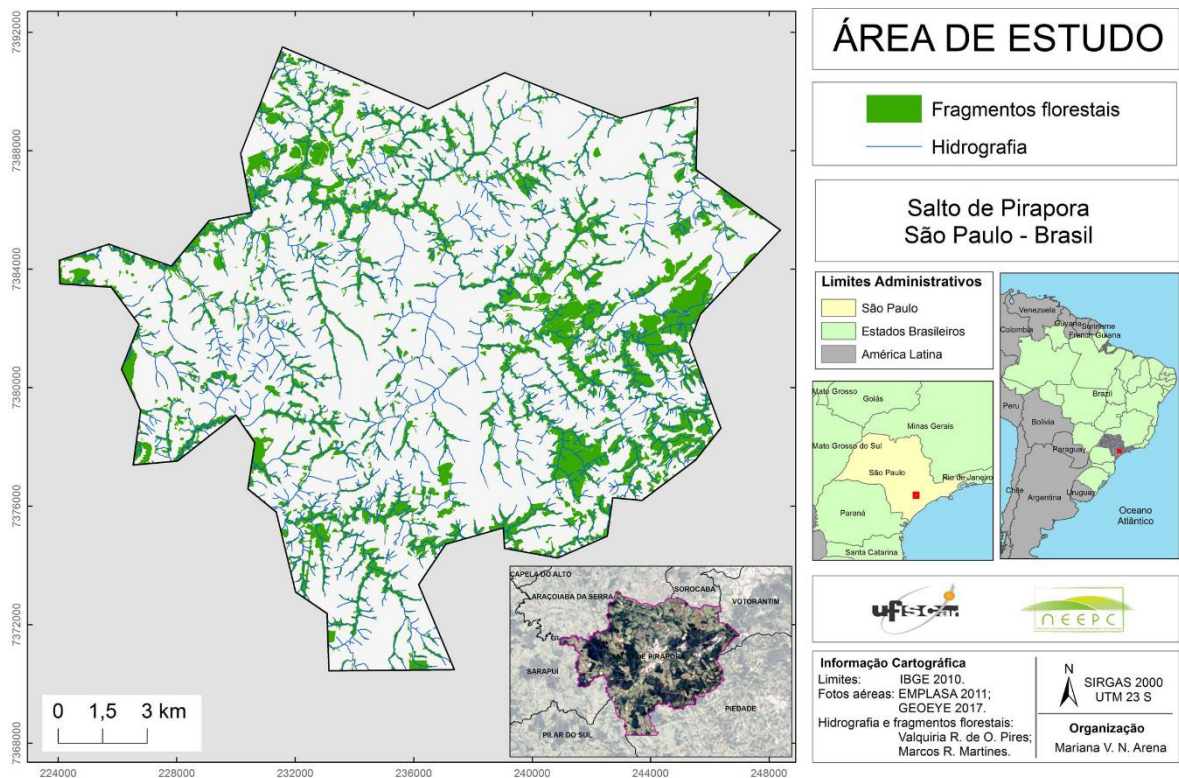 7392000
7388000
7384000
7380000
7376000
7372000
7368000
224000
228000
232000
236000
240000
244000
248000
0 1,5 3 km
CAPELA DO ALTO
ARAÇOIABA DA SERRA
SOROCABA
VOTORANTIM
DE PIRAPORA
SARAPUÍ
PIEDADE
PILAR DO SUL
ÁREA DE ESTUDO
Fragmentos florestais
Hidrografia
Salto de Pirapora
São Paulo - Brasil
Limites Administrativos
São Paulo
Estados Brasileiros
América Latina
Mato Grosso
Goiás
Minas Gerais
Mato Grosso do Sul
São Paulo
Rio de Janeiro
Paraná
Santa Catarina
Venezuela
Guyana
Suriname
French Guiana
Colombia
Brazil
Peru
Bolivia
Paraguay
Chile
Argentina
Uruguay
Oceano
Atlântico
ufscar
NEEPC
Informação Cartográfica
Limites: IBGE 2010.
Fotos aéreas: EMPLASA 2011;
GEOEYE 2017.
Hidrografia e fragmentos florestais:
Valquiria R. de O. Pires;
Marcos R. Martines.
N
SIRGAS 2000
UTM 23 S
Organização
Mariana V. N. Arena